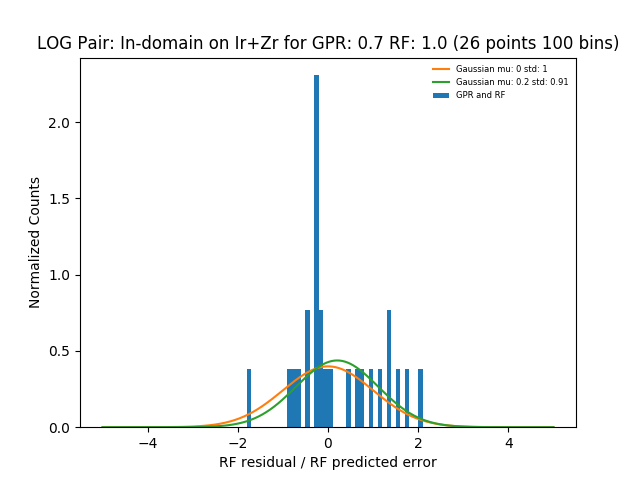 LOG Pair: In-domain on Ir+Zr for GPR: 0.7 RF: 1.0 (26 points 100 bins)
Gaussian mu: 0 std: 1
Gaussian mu: 0.2 std: 0.91
GPR and RF
Normalized Counts
2.0
1.5
1.0
0.5
0.0
−4 −2 0 2 4
RF residual / RF predicted error